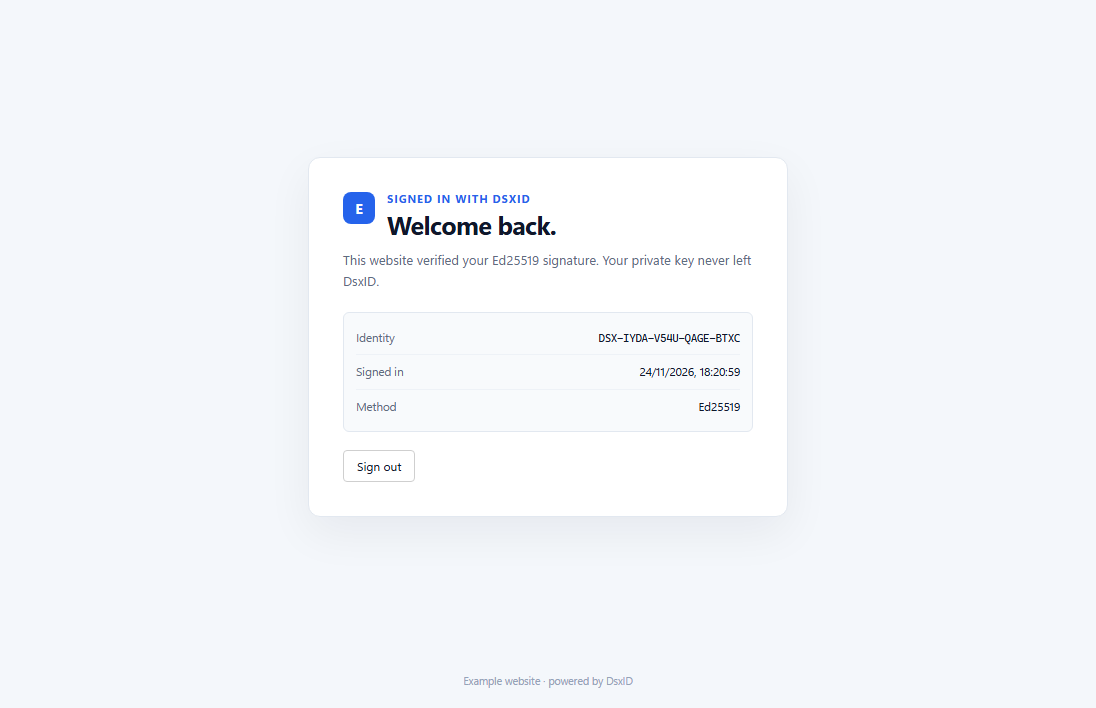 E
SIGNED IN WITH DSXID
Welcome back.
This website verified your Ed25519 signature. Your private key never left
DsxID.
Identity DSX-IYDA-V54U-QAGE-BTXC
Signed in 24/11/2026, 18:20:59
Method Ed25519
Sign out
Example website · powered by DsxID